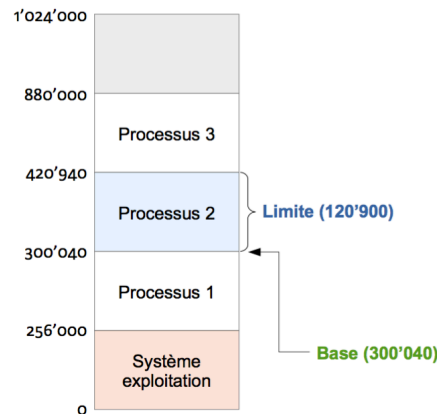 1’024’000
880’000
Processus 3
420’940
Processus 2
Limite (120’900)
300’040
Processus 1
256’000
Base (300’040)
Système
exploitation
0